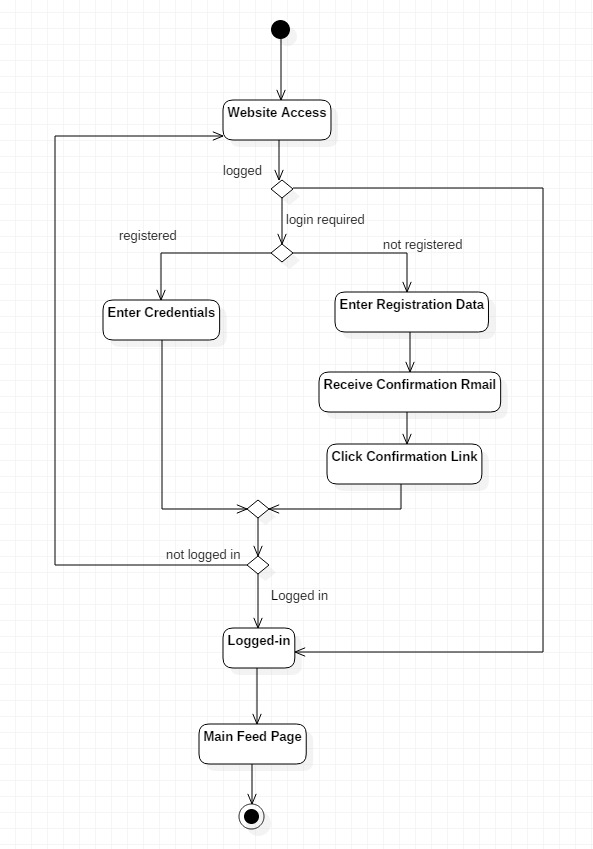 Website Access
logged
login required
registered
not registered
Enter Credentials
Enter Registration Data
Receive Confirmation Rmail
Click Confirmation Link
not logged in
Logged in
Logged-in
Main Feed Page